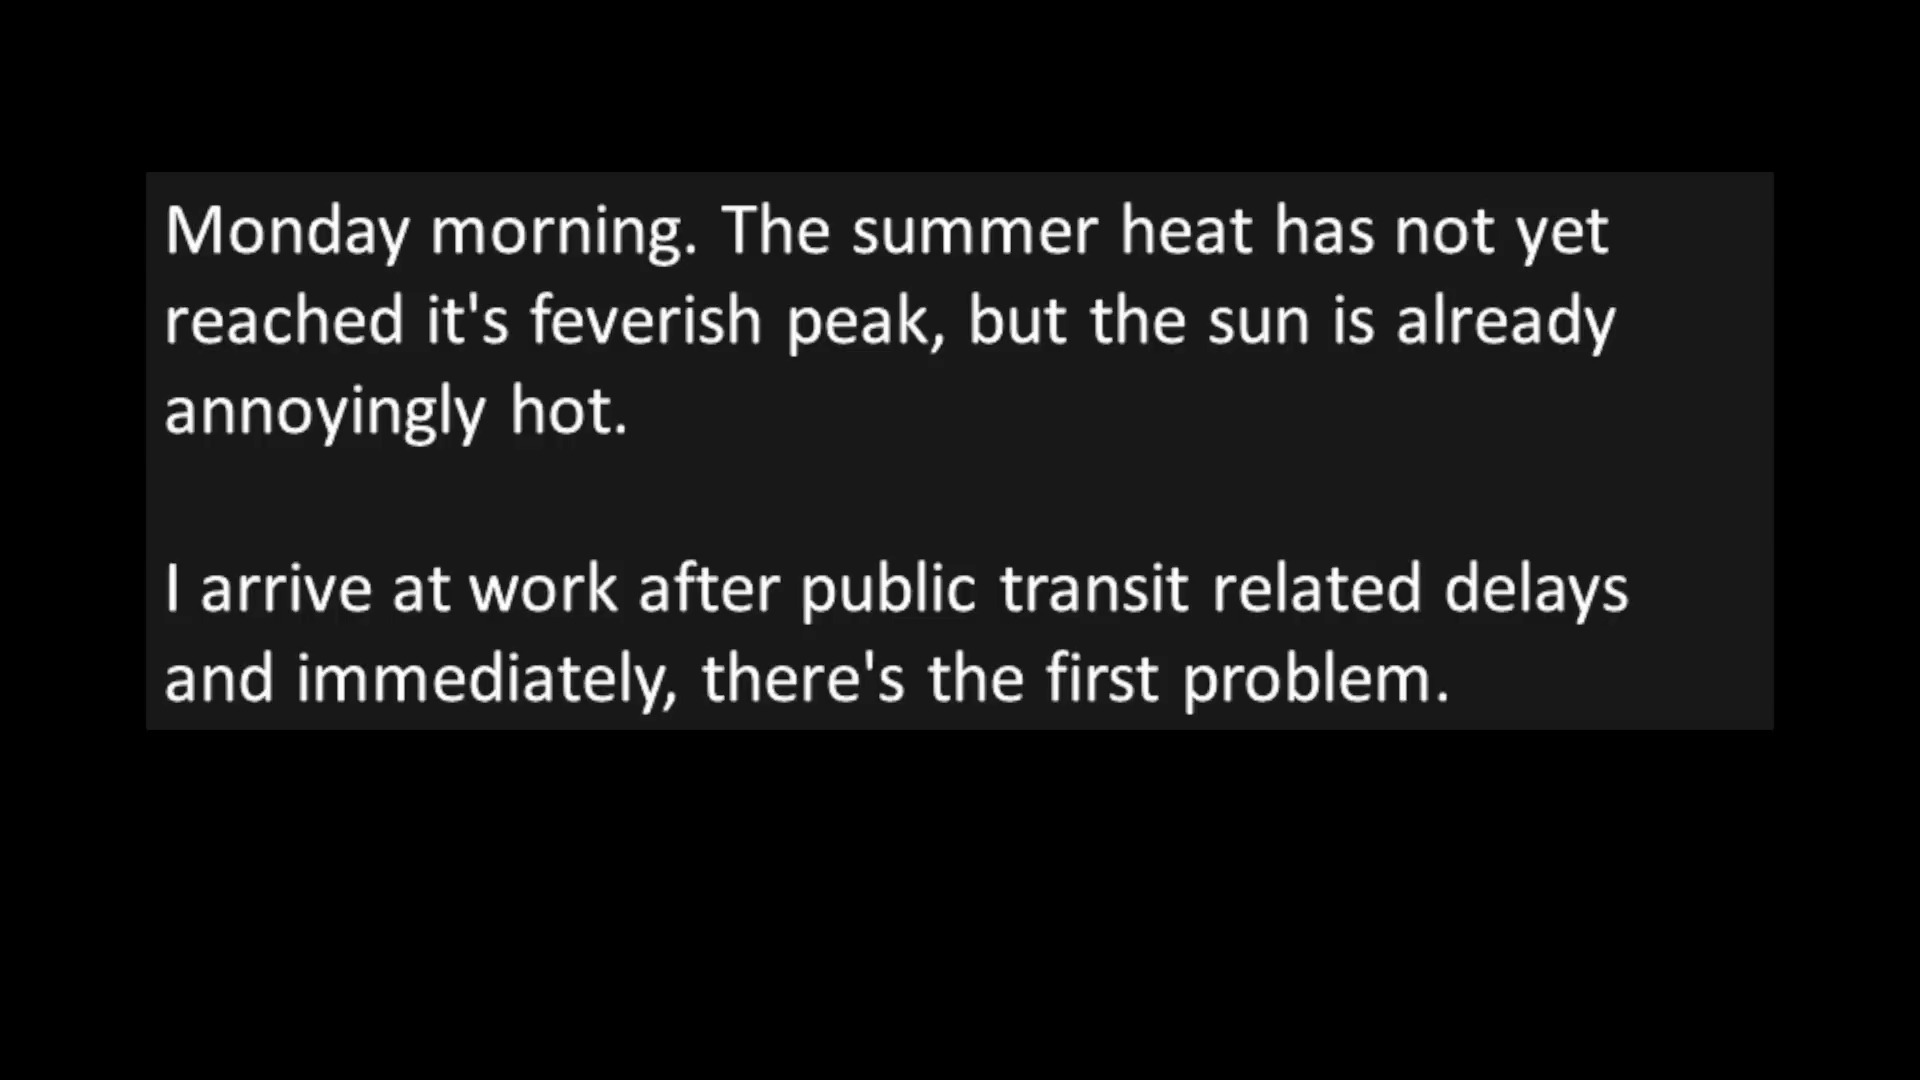 Monday morning. The summer heat has not yet
reached it's feverish peak, but the sun is already
annoyingly hot.
I arrive at work after public transit related delays
and immediately, there's the first problem.